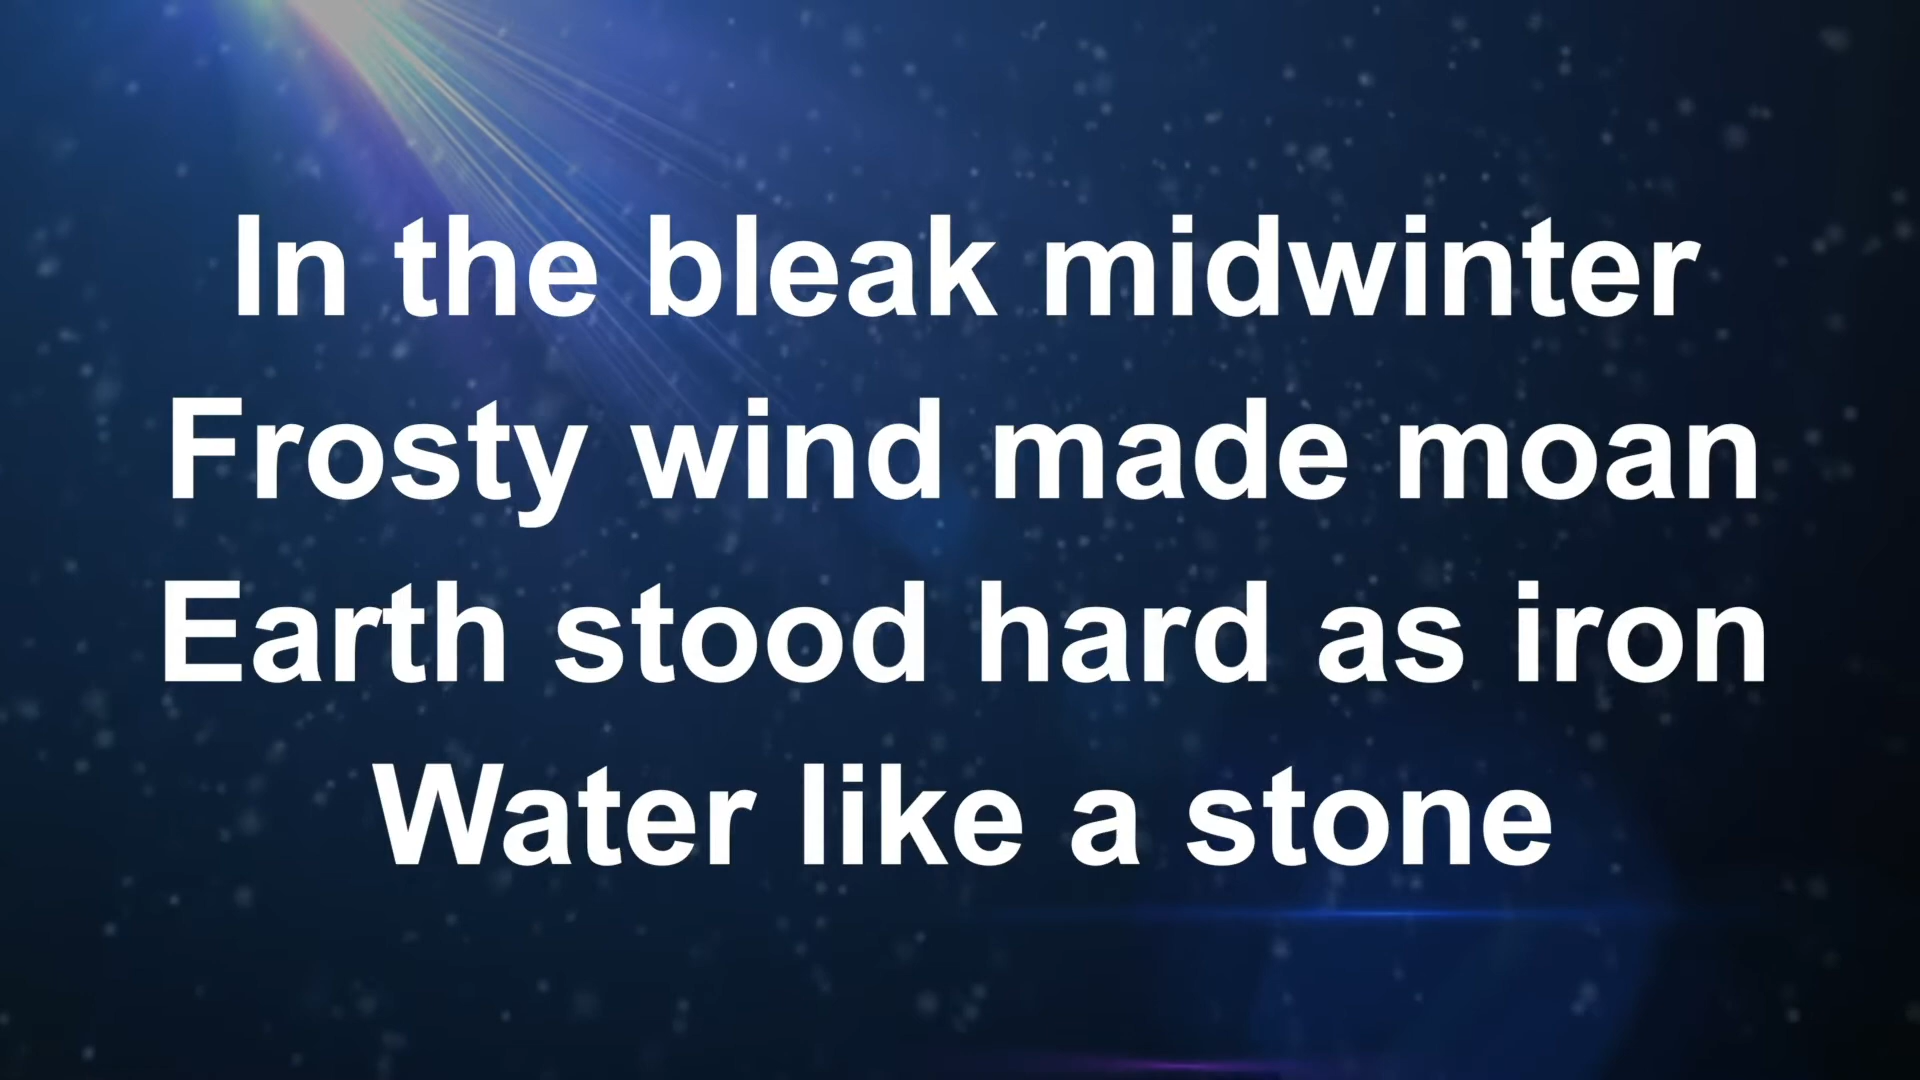 In the bleak midwinter
Frosty wind made moan
Earth stood hard as iron
Water like a stone